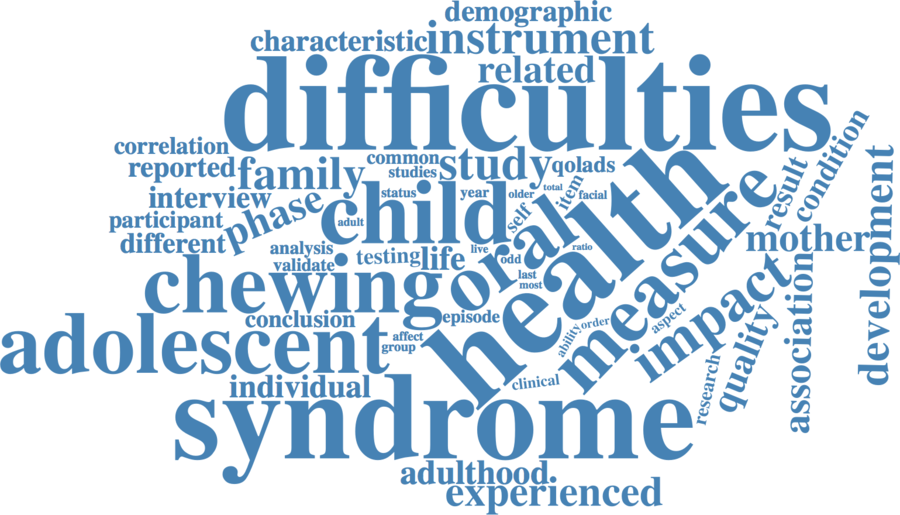 demographic
characteristic
instrument
related
difficulties
correlation
reported
family
common
studies
study
qolads
condition
interview
phase
child
status
year
older
total
item
facial
self
oral
health
measure
result
development
participant
different
adult
mother
analysis
validate
testing
life
live
odd
ratio
last
most
chewing
episode
conclusion
adolescent
affect
group
ability
order
aspect
impact
quality
association
research
clinical
individual
syndrome
adulthood
experienced